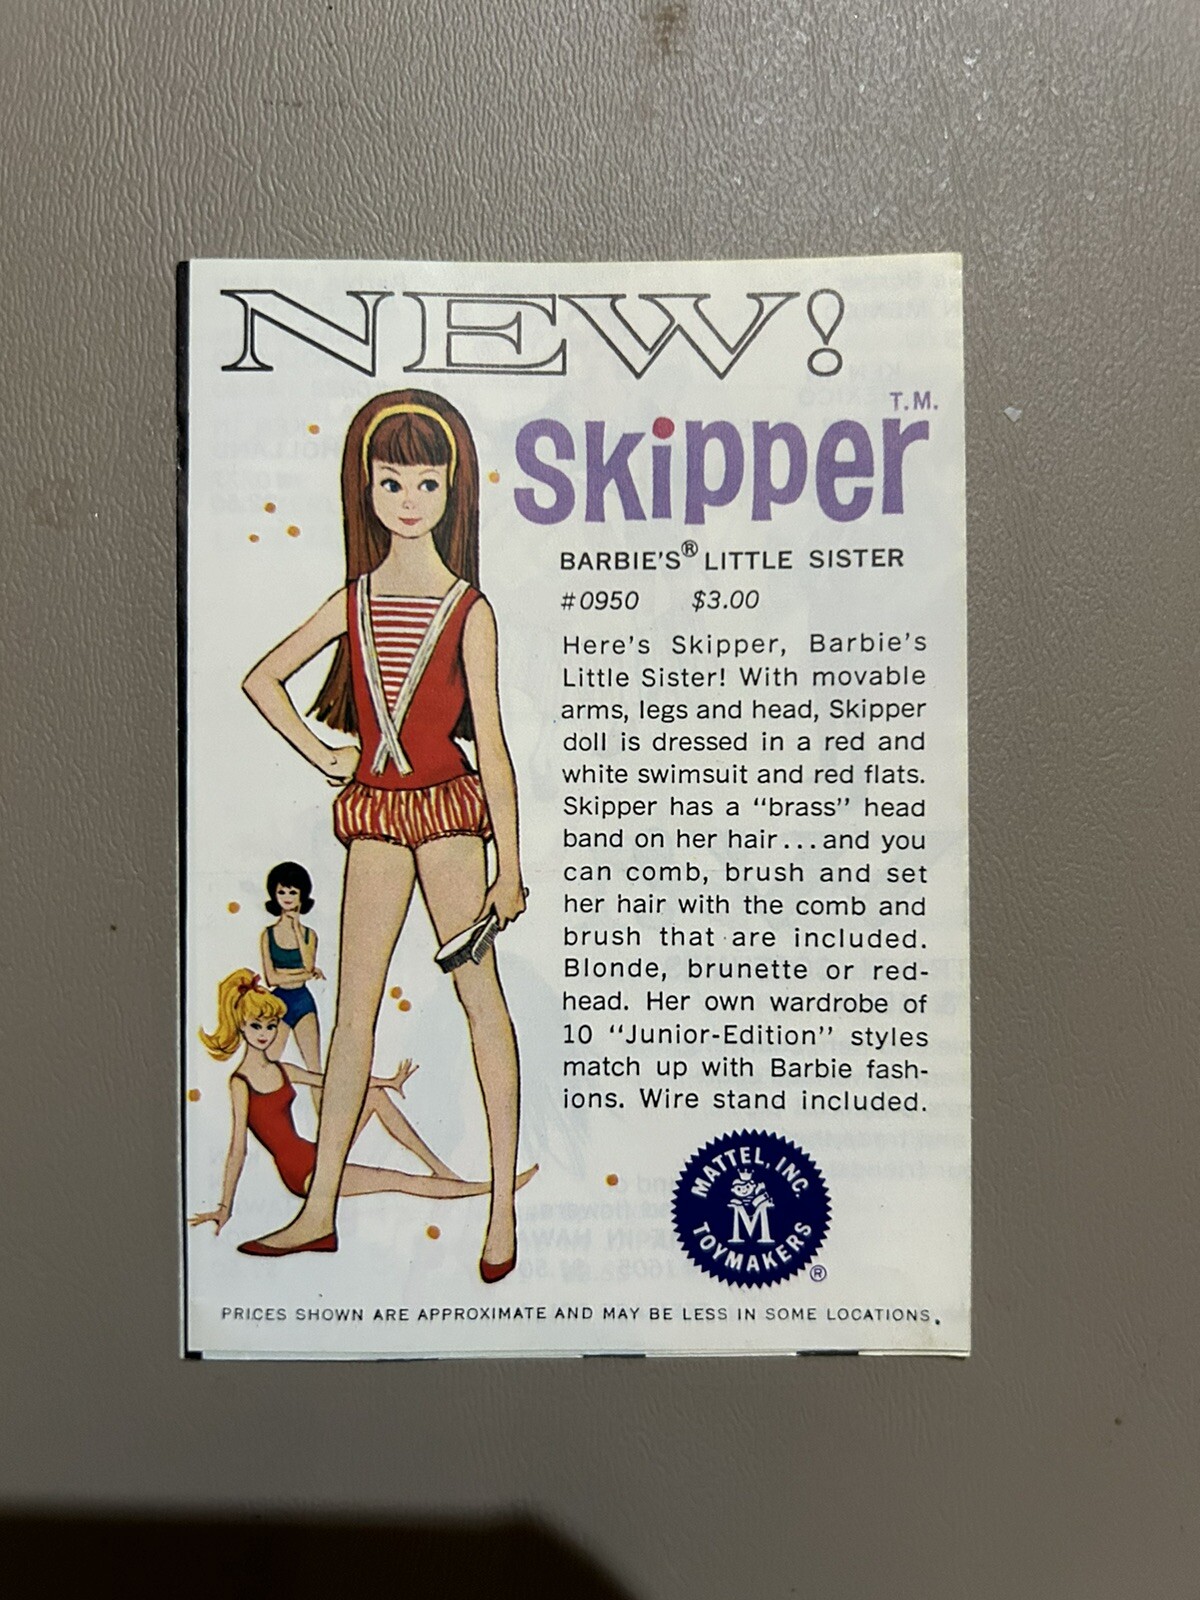 NEW!
Skipper T.M.
BARBIE'S® LITTLE SISTER
#0950 $3.00
Here's Skipper, Barbie's
Little Sister! With movable
arms, legs and head, Skipper
doll is dressed in a red and
white swimsuit and red flats.
Skipper has a "brass" head
band on her hair...and you
can comb, brush and set
her hair with the comb and
brush that are included.
Blonde, brunette or red-
head. Her own wardrobe of
10 "Junior-Edition" styles
match up with Barbie fash-
ions. Wire stand included.
MATTEL, INC.
M
TOYMAKERS
®
PRICES SHOWN ARE APPROXIMATE AND MAY BE LESS IN SOME LOCATIONS.